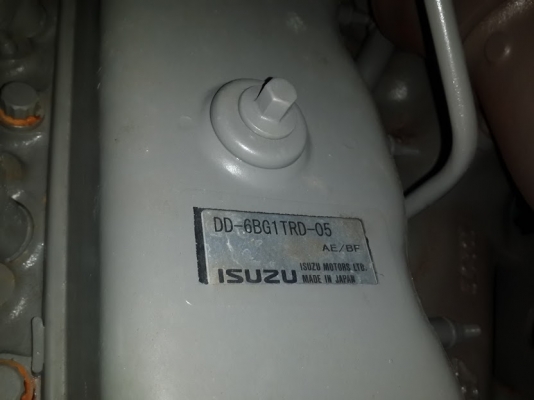 DD-6BG1TRD-05
AE/BF
ISUZU ISUZU MOTORS LTD.
MADE IN JAPAN